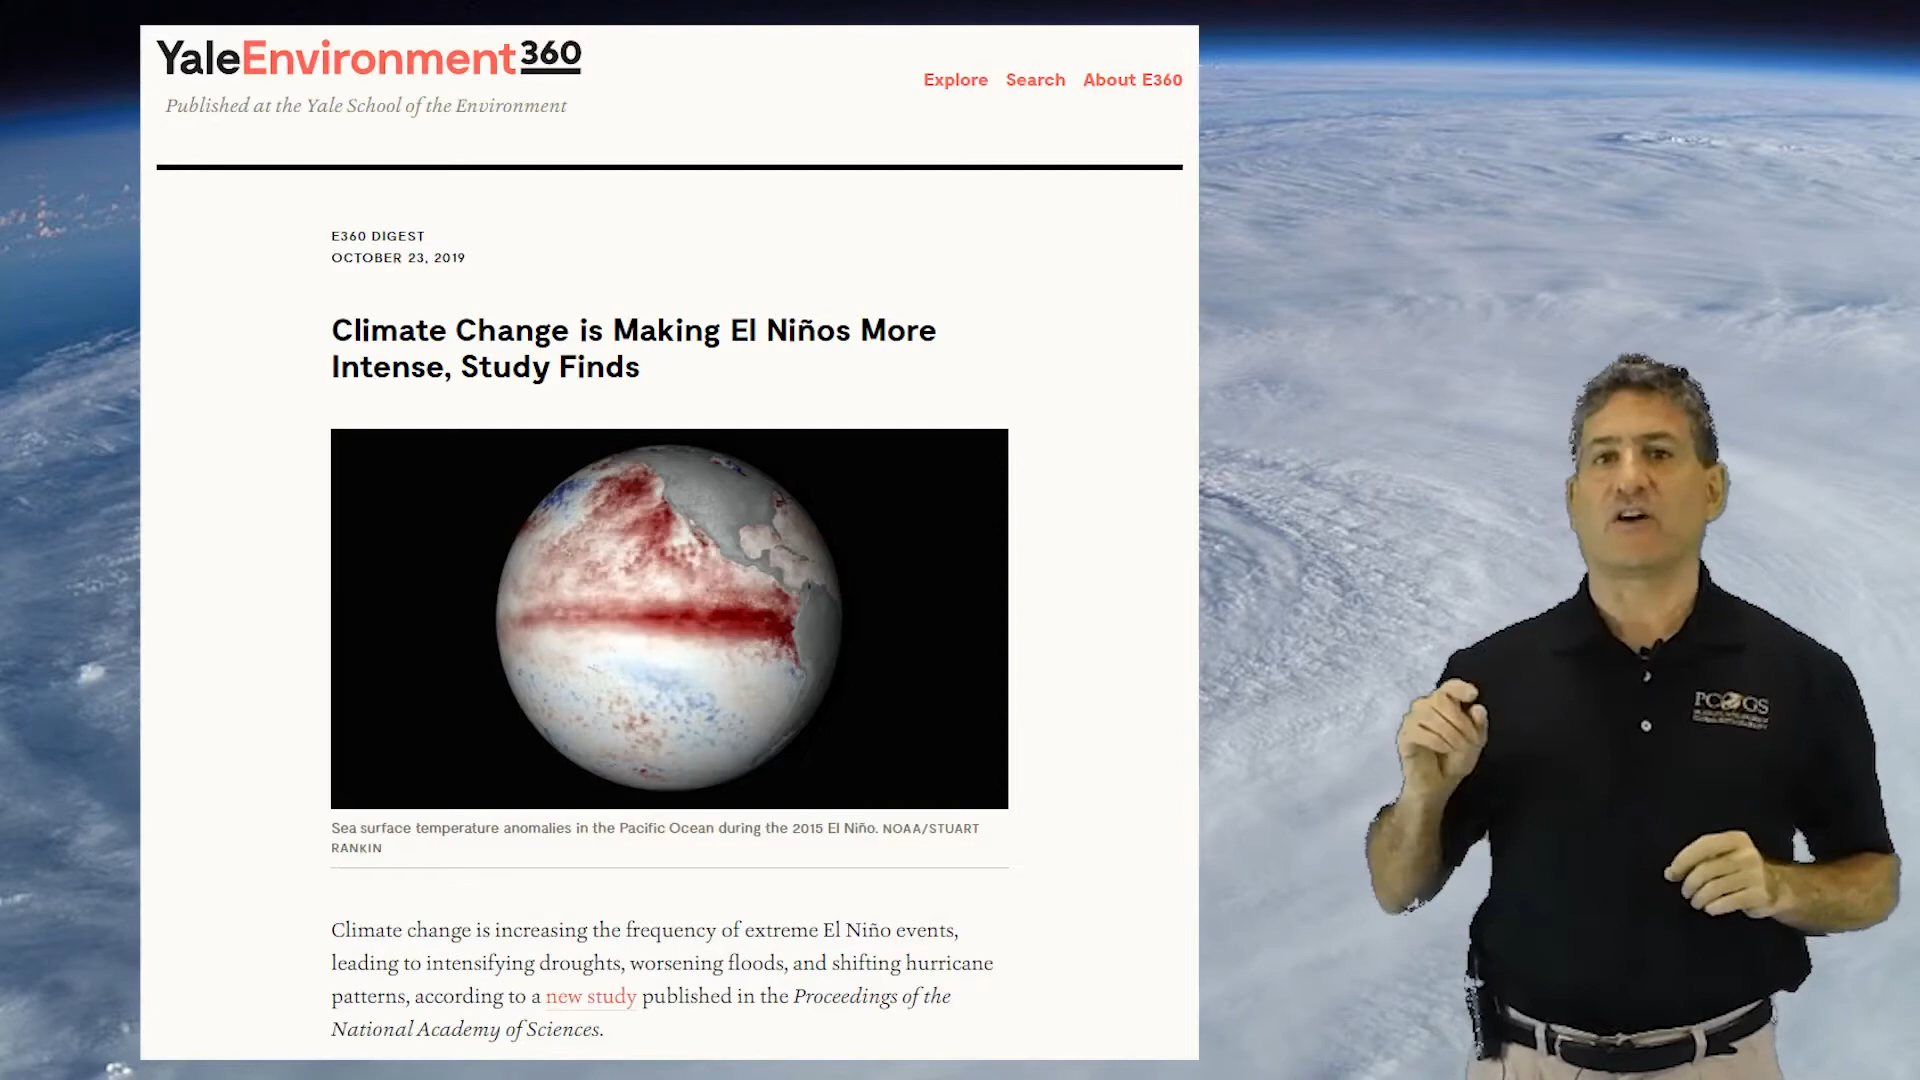 YaleEnvironment360
Published at the Yale School of the Environment
Explore Search About E360
E360 DIGEST
OCTOBER 23, 2019
Climate Change is Making El Niños More
Intense, Study Finds
Sea surface temperature anomalies in the Pacific Ocean during the 2015 El Niño. NOAA/STUART
RANKIN
Climate change is increasing the frequency of extreme El Niño events,
leading to intensifying droughts, worsening floods, and shifting hurricane
patterns, according to a new study published in the Proceedings of the
National Academy of Sciences.